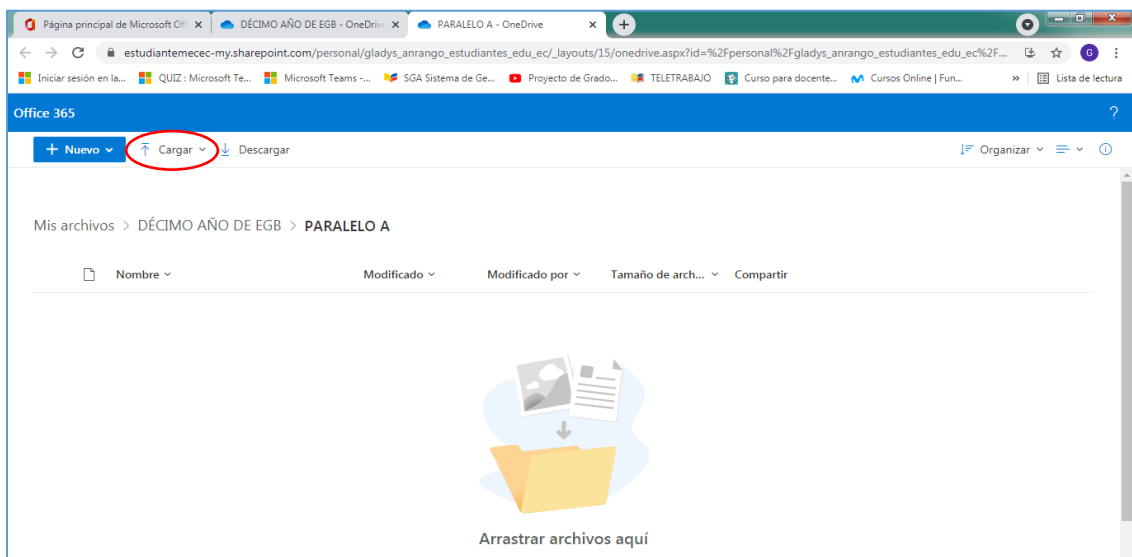 Página principal de Microsoft Off
DÉCIMO AÑO DE EGB - OneDriv
PARALELO A - OneDrive
estudiantemecec-my.sharepoint.com/personal/gladys_anrango_estudiantes_edu_ec/_layouts/15/onedrive.aspx?id=%2Fpersonal%2Fgladys_anrango_estudiantes_edu_ec%2F...
G
Iniciar sesión en la... QUIZ : Microsoft Te... Microsoft Teams -... SGA Sistema de Ge... Proyecto de Grado... TELETRABAJO Curso para docente... Cursos Online | Fun... » Lista de lectura
Office 365 ?
+ Nuevo Cargar Descargar Organizar
Mis archivos > DÉCIMO AÑO DE EGB > PARALELO A
Nombre Modificado Modificado por Tamaño de arch... Compartir
Arrastrar archivos aquí